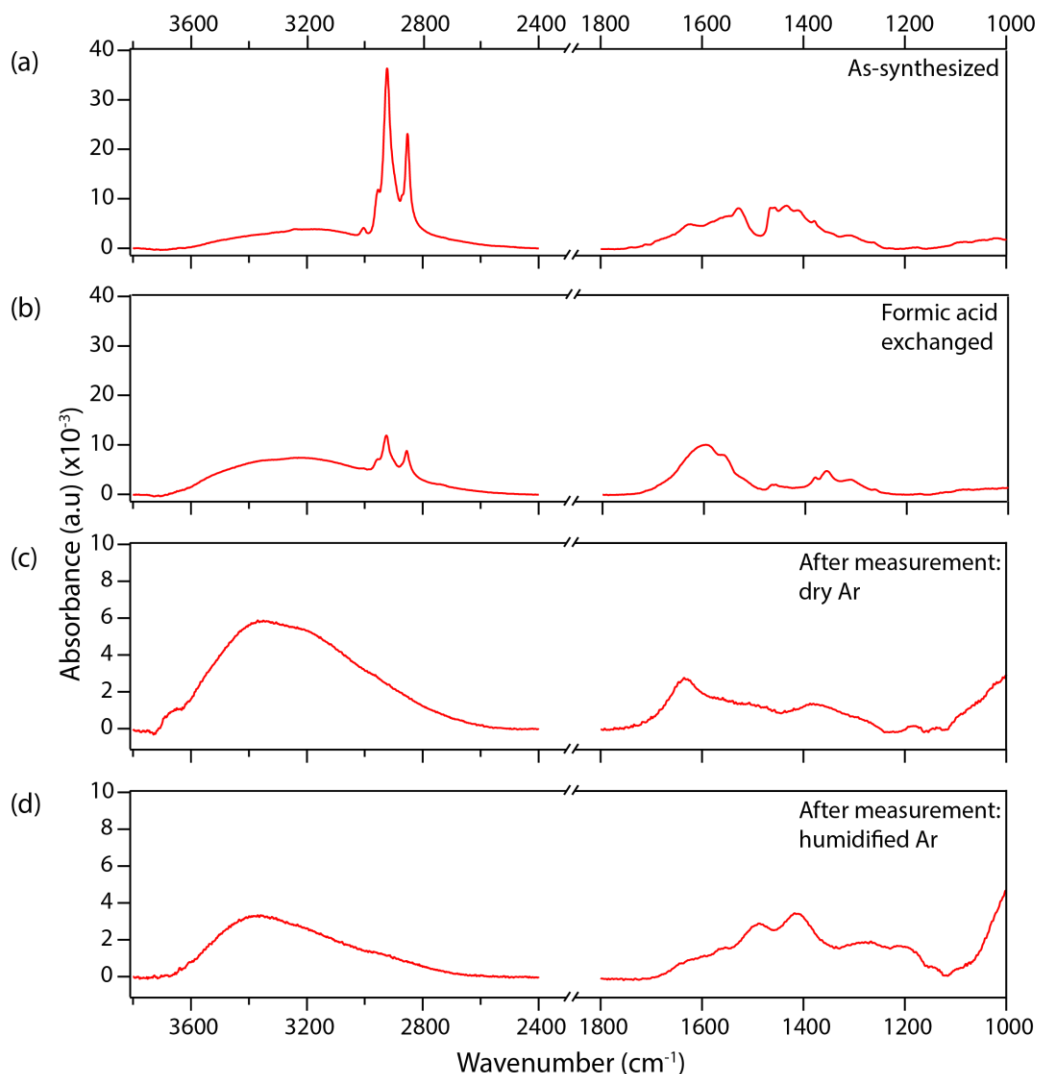 3600 3200 2800 2400 1800 1600 1400 1200 1000
(a)
As-synthesized
40
30
20
10
0
(b)
Formic acid
exchanged
40
30
20
10
0
Absorbance (a.u) (x10⁻³)
(c)
After measurement:
dry Ar
10
8
6
4
2
0
(d)
After measurement:
humidified Ar
10
8
6
4
2
0
3600 3200 2800 2400 1800 1600 1400 1200 1000
Wavenumber (cm⁻¹)